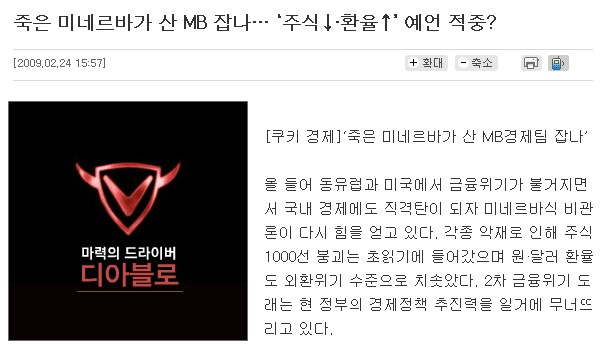 죽은 미네르바가 산 MB 잡나… ‘주식↓·환율↑’ 예언 적중?
[2009.02.24 15:57]
+ 확대 - 축소
마력의 드라이버
디아블로
[쿠키 경제]‘죽은 미네르바가 산 MB경제팀 잡나’
올 들어 동유럽과 미국에서 금융위기가 불거지면
서 국내 경제에도 직격탄이 되자 미네르바식 비관
론이 다시 힘을 얻고 있다. 각종 악재로 인해 주식
1000선 붕괴는 초읽기에 들어갔으며 원·달러 환율
도 외환위기 수준으로 치솟았다. 2차 금융위기 도
래는 현 정부의 경제정책 추진력을 일거에 무너뜨
리고 있다.